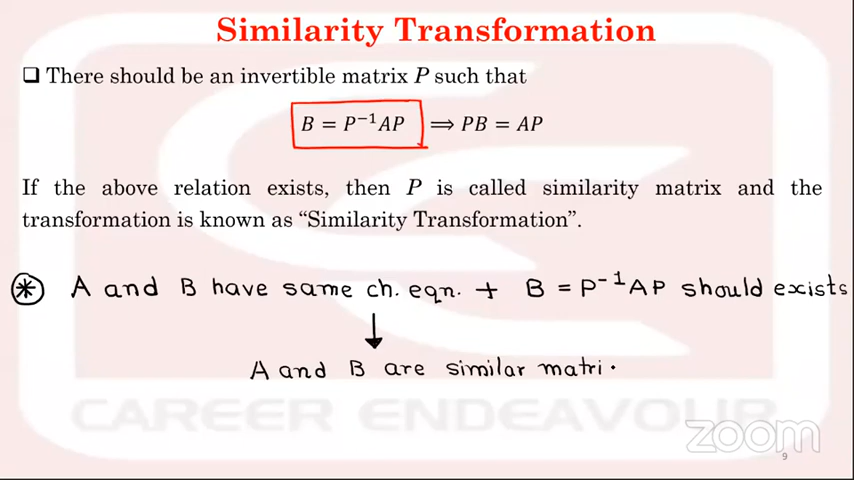 Similarity Transformation
❑ There should be an invertible matrix P such that
B = P⁻¹AP ⟹ PB = AP
If the above relation exists, then P is called similarity matrix and the
transformation is known as “Similarity Transformation”.
⊛ A and B have same ch. eqn. + B = P⁻¹AP should exists
↓
A and B are similar matri.
CAREER ENDEAVOUR
zoom
9